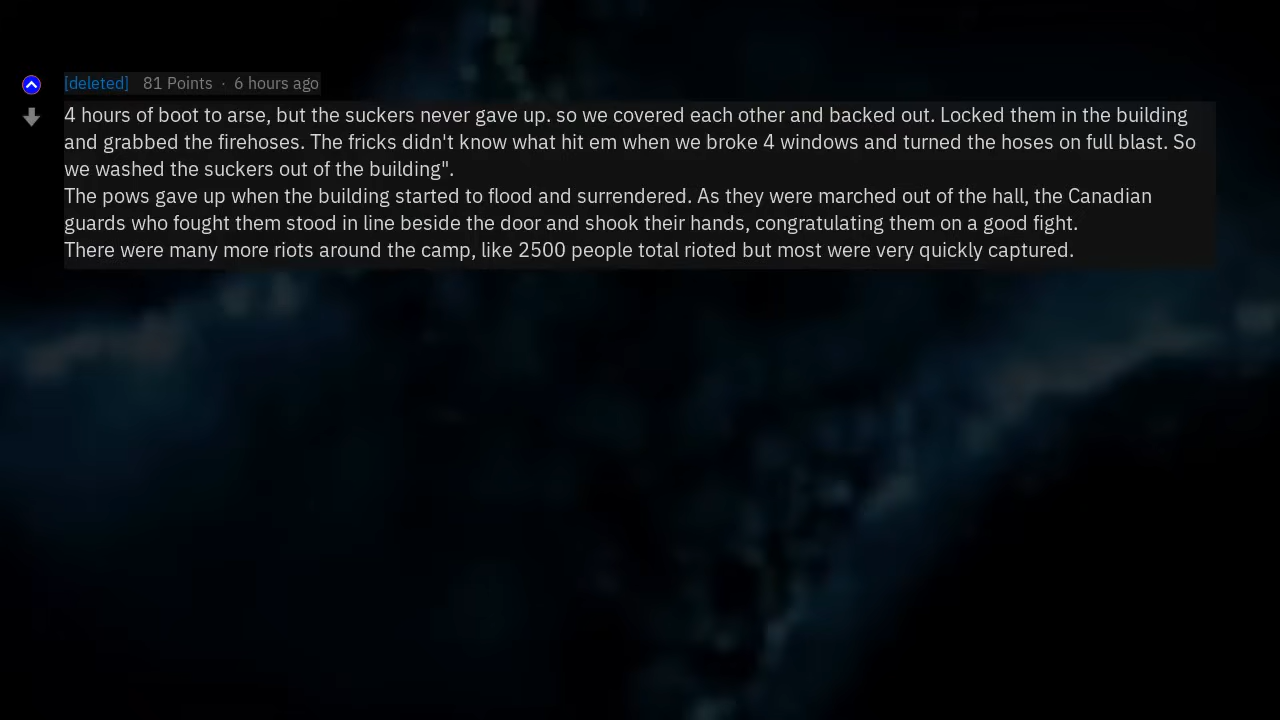 [deleted] 81 Points · 6 hours ago
4 hours of boot to arse, but the suckers never gave up. so we covered each other and backed out. Locked them in the building
and grabbed the firehoses. The fricks didn't know what hit em when we broke 4 windows and turned the hoses on full blast. So
we washed the suckers out of the building".
The pows gave up when the building started to flood and surrendered. As they were marched out of the hall, the Canadian
guards who fought them stood in line beside the door and shook their hands, congratulating them on a good fight.
There were many more riots around the camp, like 2500 people total rioted but most were very quickly captured.